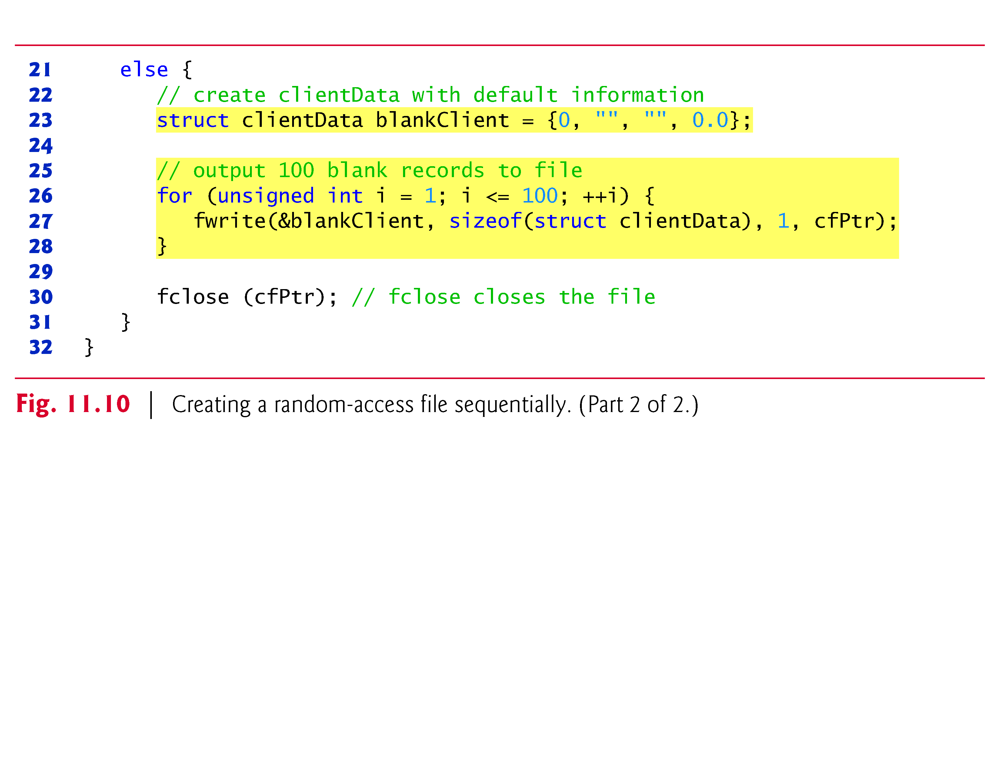 21 else {
22 // create clientData with default information
23 struct clientData blankClient = {0, "", "", 0.0};
24
25 // output 100 blank records to file
26 for (unsigned int i = 1; i <= 100; ++i) {
27 fwrite(&blankClient, sizeof(struct clientData), 1, cfPtr);
28 }
29
30 fclose (cfPtr); // fclose closes the file
31 }
32 }
Fig. 11.10 | Creating a random-access file sequentially. (Part 2 of 2.)